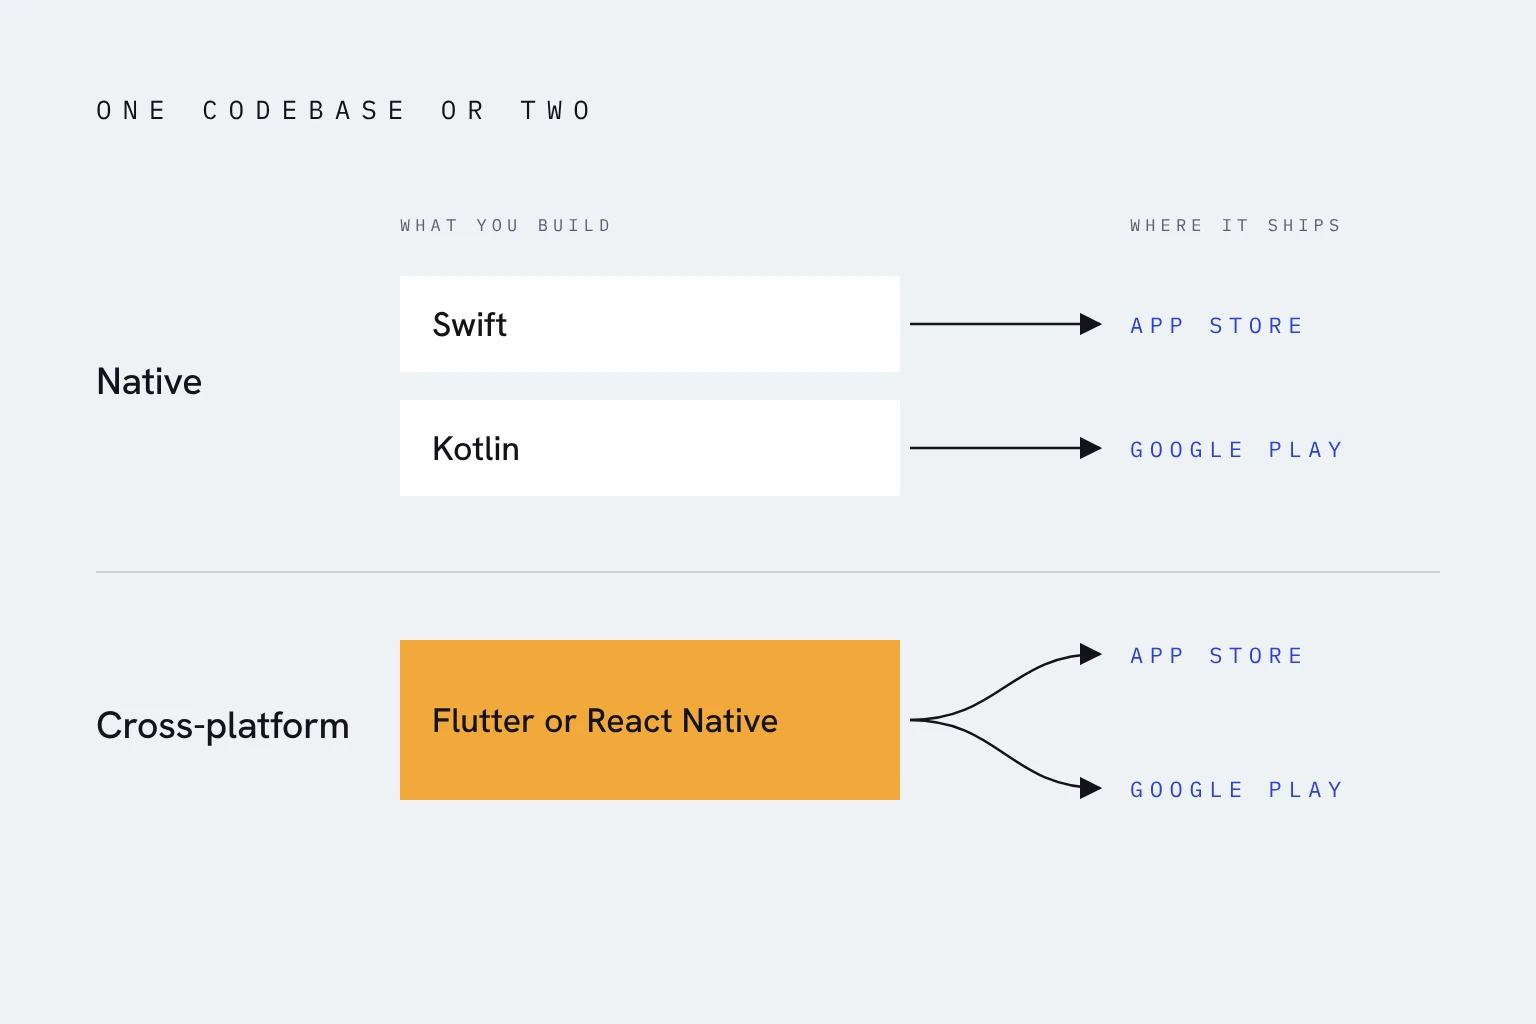 ONE CODEBASE OR TWO
WHAT YOU BUILD
WHERE IT SHIPS
Native
Swift
APP STORE
Kotlin
GOOGLE PLAY
Cross-platform
Flutter or React Native
APP STORE
GOOGLE PLAY